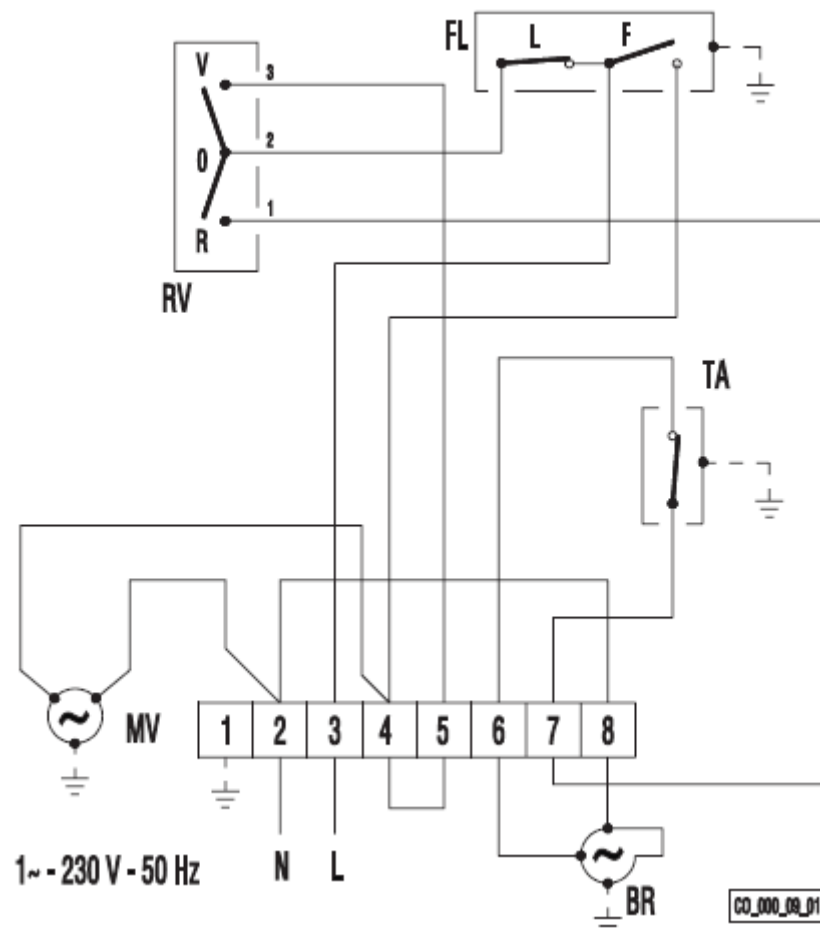 FL L F
V 3
0 2
R 1
RV
TA
MV
1 2 3 4 5 6 7 8
1~ - 230 V - 50 Hz N L
~
~
BR
CO_000_09_01